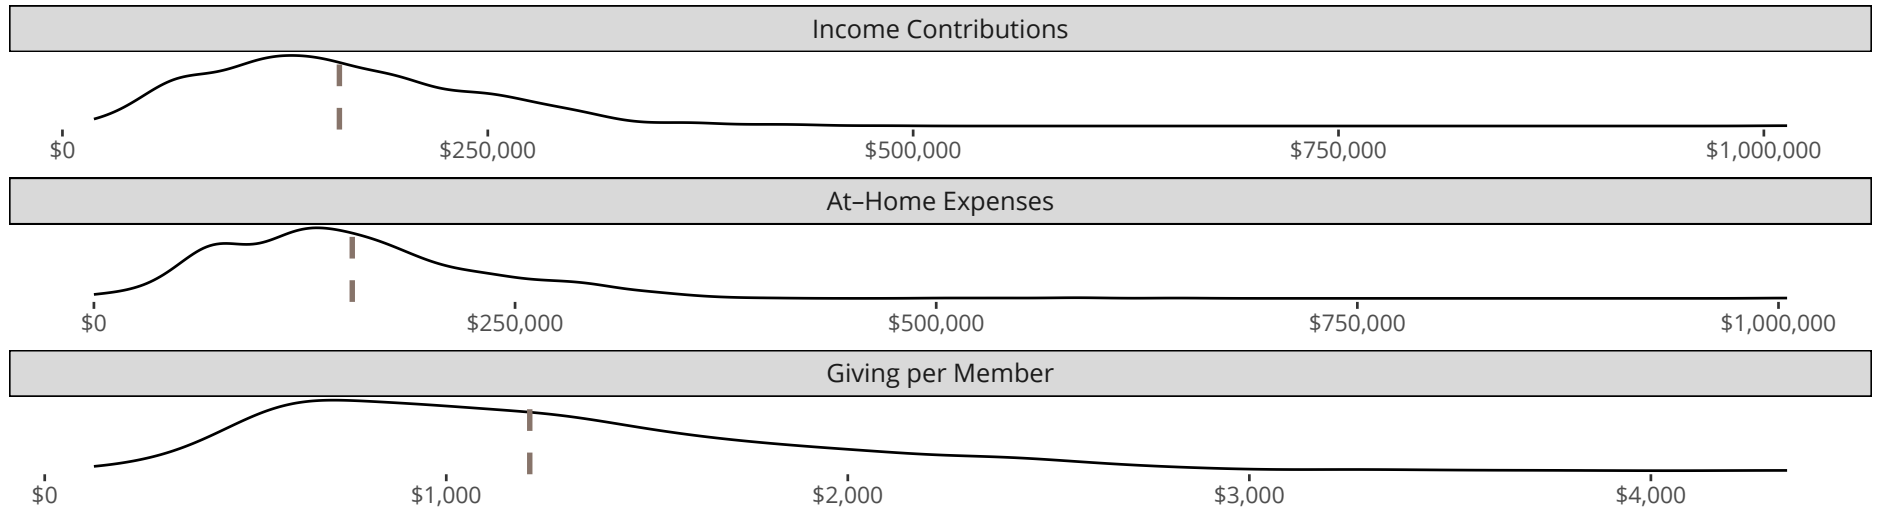 Income Contributions
$0 $250,000 $500,000 $750,000 $1,000,000
At–Home Expenses
$0 $250,000 $500,000 $750,000 $1,000,000
Giving per Member
$0 $1,000 $2,000 $3,000 $4,000